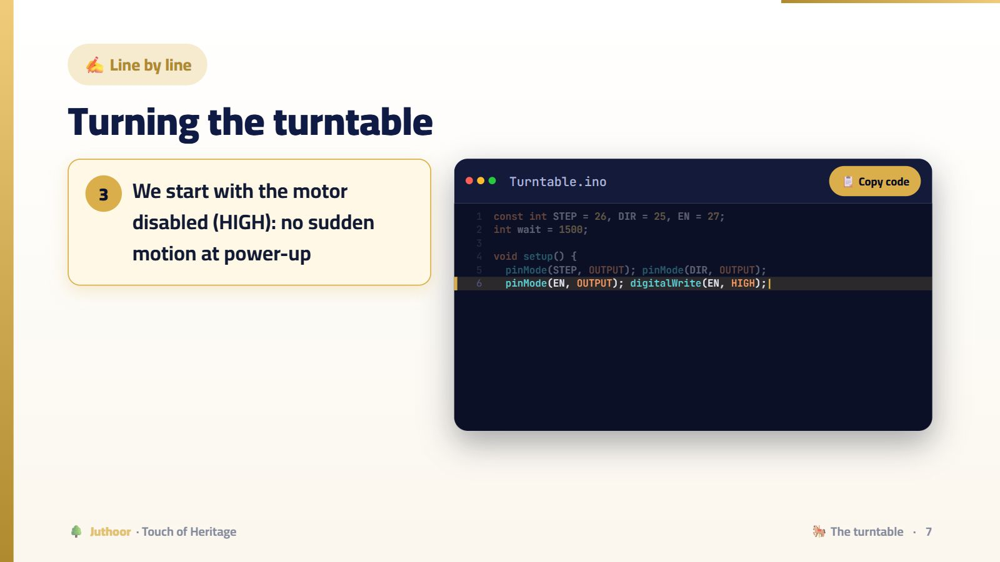 ✍️ Line by line
Turning the turntable
3
We start with the motor
disabled (HIGH): no sudden
motion at power-up
Turntable.ino
📋 Copy code
1 const int STEP = 26, DIR = 25, EN = 27;
2 int wait = 1500;
3
4 void setup() {
5   pinMode(STEP, OUTPUT); pinMode(DIR, OUTPUT);
6   pinMode(EN, OUTPUT); digitalWrite(EN, HIGH);
🌳 Juthoor · Touch of Heritage
🎠 The turntable · 7